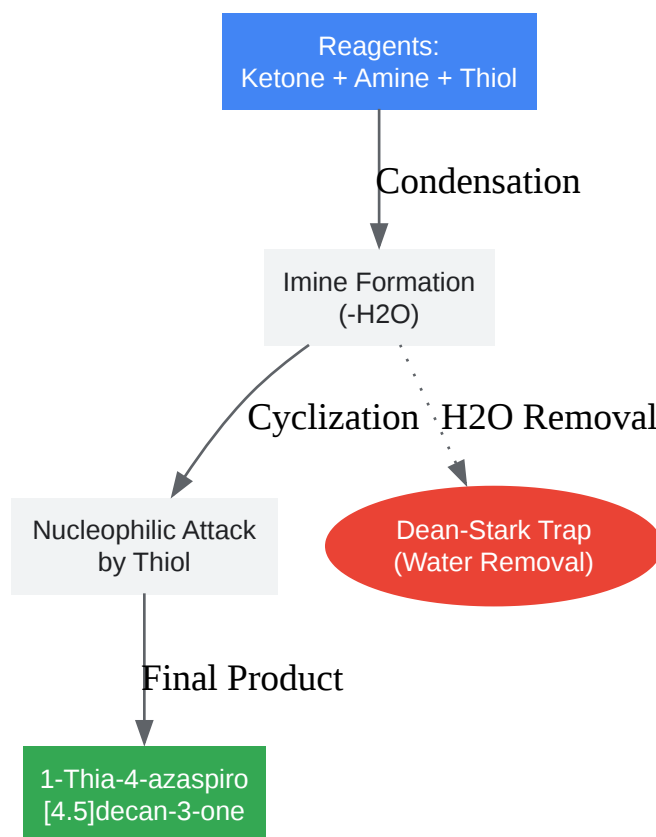 Reagents:
Ketone + Amine + Thiol
Condensation
Imine Formation
(-H2O)
Cyclization
H2O Removal
Nucleophilic Attack
by Thiol
Dean-Stark Trap
(Water Removal)
Final Product
1-Thia-4-azaspiro
[4.5]decan-3-one